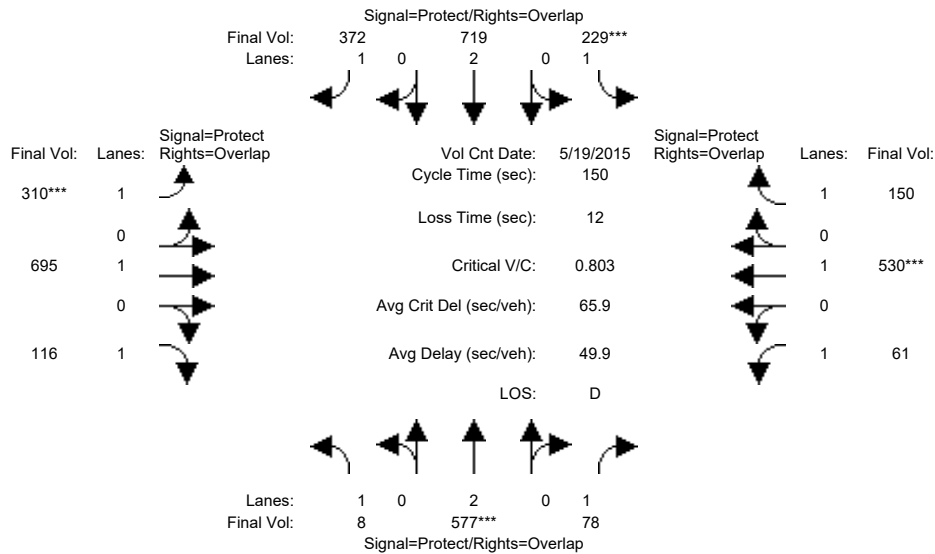 Signal=Protect/Rights=Overlap
Final Vol: 372 719 229***
Lanes: 1 0 2 0 1
Signal=Protect
Final Vol: Lanes: Rights=Overlap
Vol Cnt Date: 5/19/2015
Signal=Protect
Rights=Overlap Lanes: Final Vol:
Cycle Time (sec): 150
310*** 1
1 150
Loss Time (sec): 12
0
0
695 1
Critical V/C: 0.803
1 530***
0
Avg Crit Del (sec/veh): 65.9
0
116 1
Avg Delay (sec/veh): 49.9
1 61
LOS: D
Lanes: 1 0 2 0 1
Final Vol: 8 577*** 78
Signal=Protect/Rights=Overlap